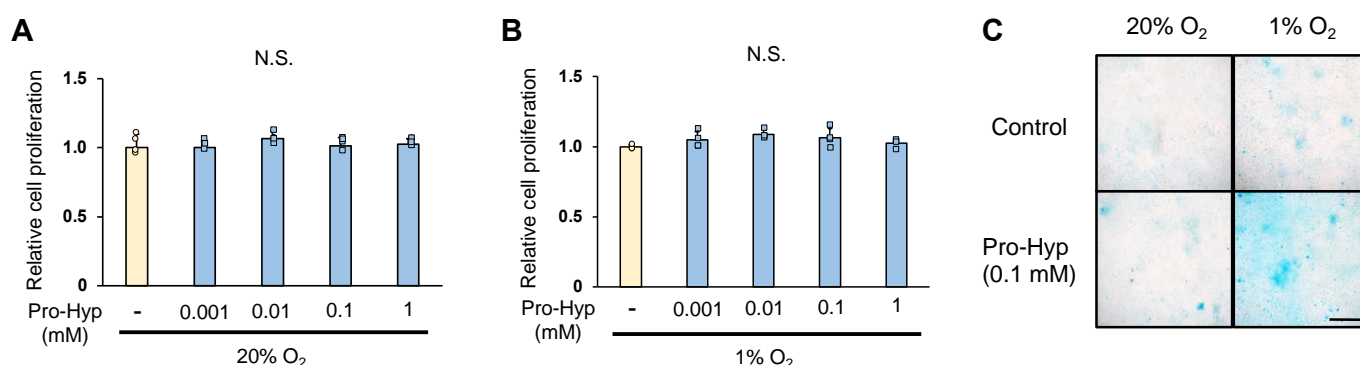 A
N.S.
Relative cell proliferation
1.5
1.0
0.5
0
Pro-Hyp
(mM)
- 0.001 0.01 0.1 1
20% O₂
B
N.S.
Relative cell proliferation
1.5
1.0
0.5
0
Pro-Hyp
(mM)
- 0.001 0.01 0.1 1
1% O₂
C
20% O₂ 1% O₂
Control
Pro-Hyp
(0.1 mM)